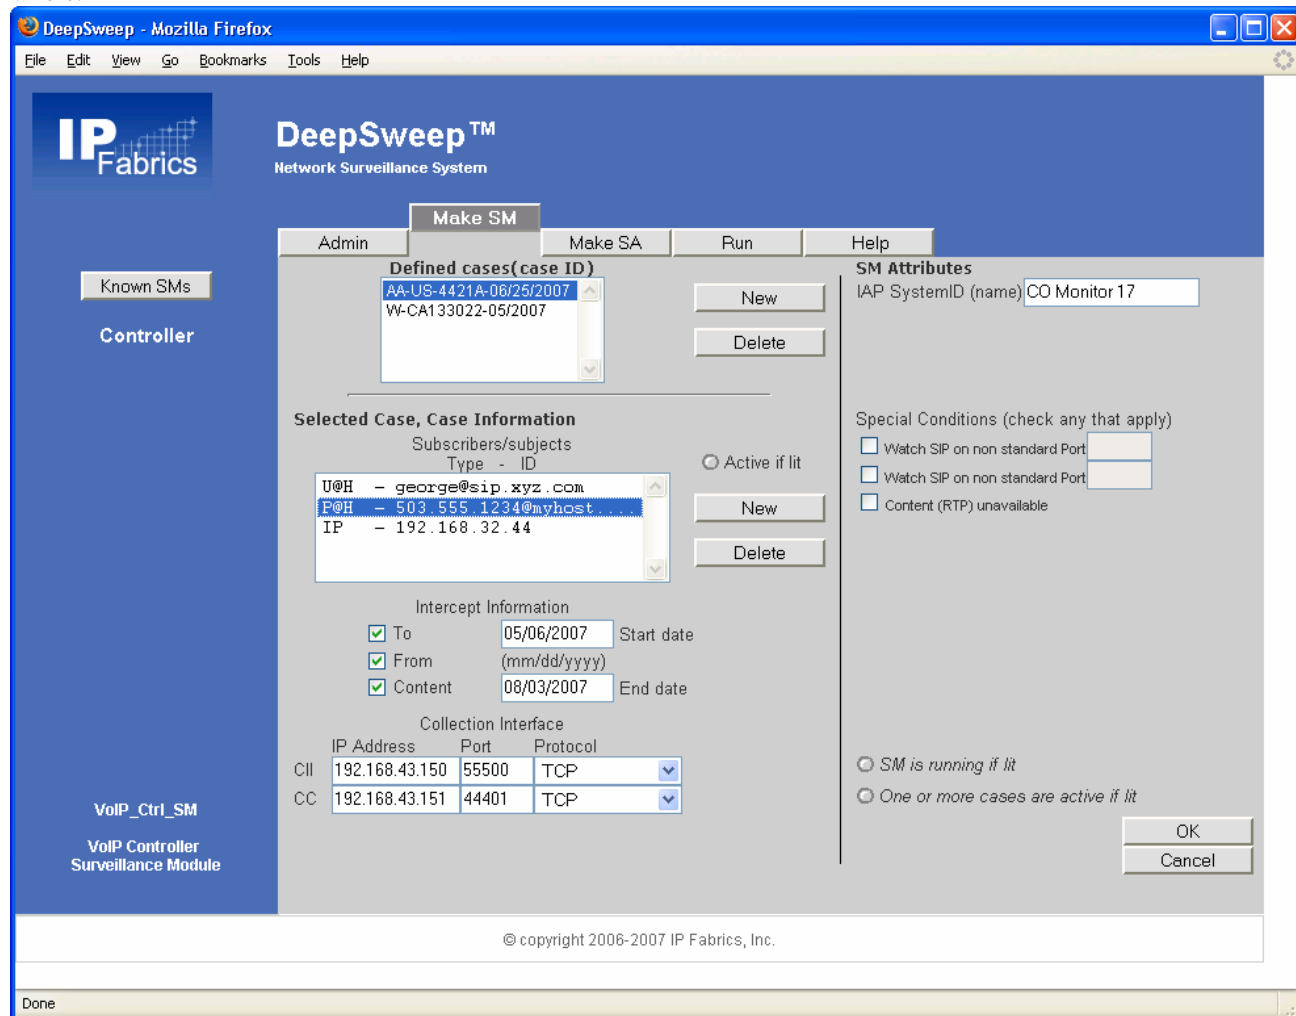 DeepSweep - Mozilla Firefox
File Edit View Go Bookmarks Tools Help
IP Fabrics
DeepSweep™
Network Surveillance System
Make SM
Admin Make SA Run Help
Known SMs
Controller
Defined cases(case ID)
AA-US-4421A-06/25/2007
W-CA133022-05/2007
New
Delete
SM Attributes
IAP SystemID (name) CO Monitor 17
Selected Case, Case Information
Subscribers/subjects
Type - ID
Active if lit
U@H – george@sip.xyz.com
P@H – 503.555.1234@myhost....
IP – 192.168.32.44
New
Delete
Special Conditions (check any that apply)
Watch SIP on non standard Port
Watch SIP on non standard Port
Content (RTP) unavailable
Intercept Information
To 05/06/2007 Start date
From (mm/dd/yyyy)
Content 08/03/2007 End date
Collection Interface
IP Address Port Protocol
CII 192.168.43.150 55500 TCP
CC 192.168.43.151 44401 TCP
SM is running if lit
One or more cases are active if lit
OK
Cancel
VoIP_Ctrl_SM
VoIP Controller
Surveillance Module
© copyright 2006-2007 IP Fabrics, Inc.
Done